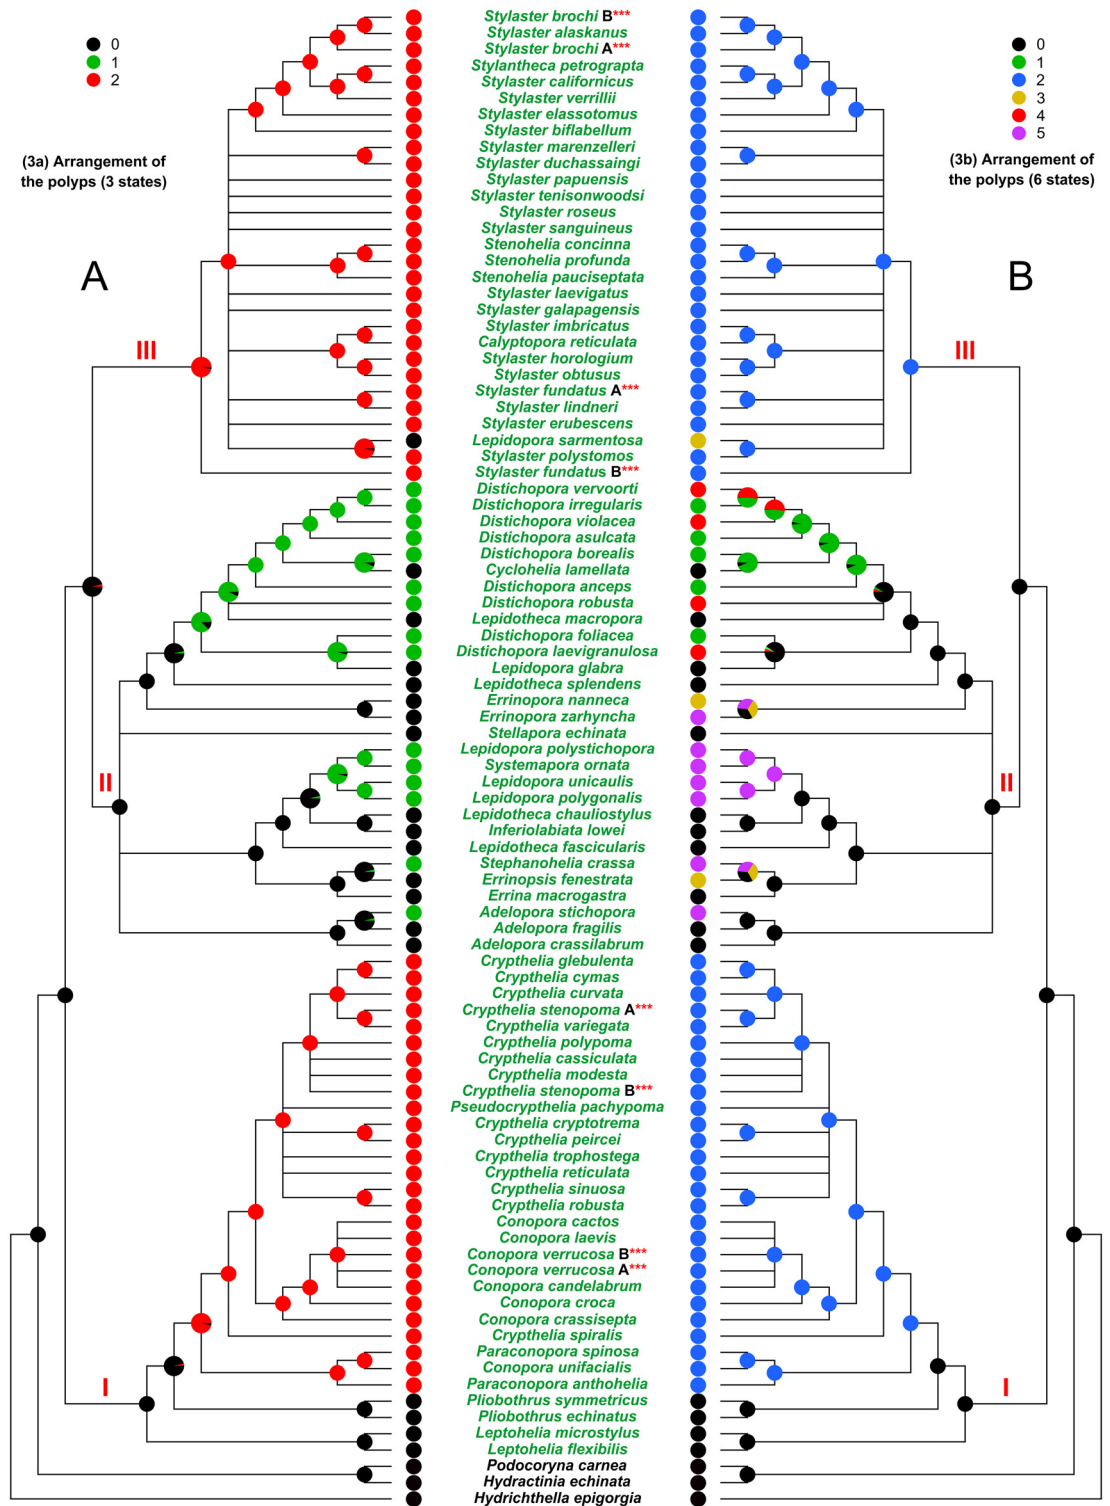 0
1
2
(3a) Arrangement of
the polyps (3 states)
A
III
II
I
Stylaster brochi B***
Stylaster alaskanus
Stylaster brochi A***
Stylantheca petrograpta
Stylaster californicus
Stylaster verrillii
Stylaster elassotomus
Stylaster biflabellum
Stylaster marenzelleri
Stylaster duchassaingi
Stylaster papuensis
Stylaster tenisonwoodsi
Stylaster roseus
Stylaster sanguineus
Stenohelia concinna
Stenohelia profunda
Stenohelia pauciseptata
Stylaster laevigatus
Stylaster galapagensis
Stylaster imbricatus
Calyptopora reticulata
Stylaster horologium
Stylaster obtusus
Stylaster fundatus A***
Stylaster lindneri
Stylaster erubescens
Lepidopora sarmentosa
Stylaster polystomos
Stylaster fundatus B***
Distichopora vervoorti
Distichopora irregularis
Distichopora violacea
Distichopora asulcata
Distichopora borealis
Cyclohelia lamellata
Distichopora anceps
Distichopora robusta
Lepidotheca macropora
Distichopora foliacea
Distichopora laevigranulosa
Lepidopora glabra
Lepidotheca splendens
Errinopora nanneca
Errinopora zarhyncha
Stellapora echinata
Lepidopora polystichopora
Systemapora ornata
Lepidopora unicaulis
Lepidopora polygonalis
Lepidotheca chauliostylus
Inferiolabiata lowei
Lepidotheca fascicularis
Stephanohelia crassa
Errinopsis fenestrata
Errina macrogastra
Adelopora stichopora
Adelopora fragilis
Adelopora crassilabrum
Crypthelia glebulenta
Crypthelia cymas
Crypthelia curvata
Crypthelia stenopoma A***
Crypthelia variegata
Crypthelia polypoma
Crypthelia cassiculata
Crypthelia modesta
Crypthelia stenopoma B***
Pseudocrypthelia pachypoma
Crypthelia cryptotrema
Crypthelia peircei
Crypthelia trophostega
Crypthelia reticulata
Crypthelia sinuosa
Crypthelia robusta
Conopora cactos
Conopora laevis
Conopora verrucosa B***
Conopora verrucosa A***
Conopora candelabrum
Conopora croca
Conopora crassisepta
Crypthelia spiralis
Paraconopora spinosa
Conopora unifacialis
Paraconopora anthohelia
Pliobothrus symmetricus
Pliobothrus echinatus
Leptohelia microstylus
Leptohelia flexibilis
Podocoryna carnea
Hydractinia echinata
Hydrichthella epigorgia
0
1
2
3
4
5
(3b) Arrangement of
the polyps (6 states)
B
III
II
I